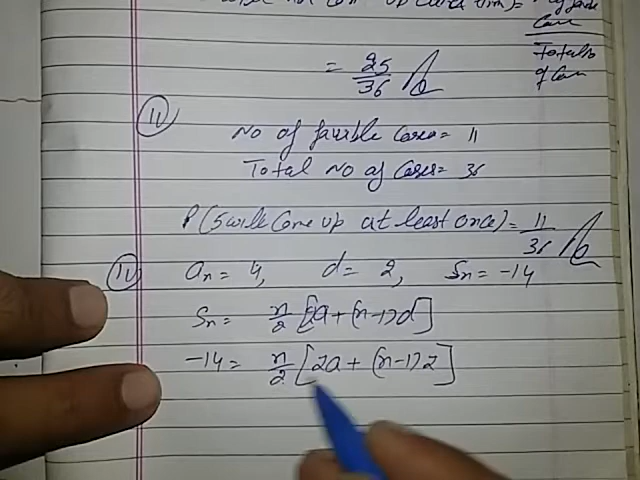 = 25/36
(ii)
No of favible Cases = 11
Total No of Cases = 36
P(5 will Come up at least once) = 11/36
(iv) an = 4, d = 2, Sn = -14
Sn = n/2 [2a + (n-1)d]
-14 = n/2 [2a + (n-1)2]